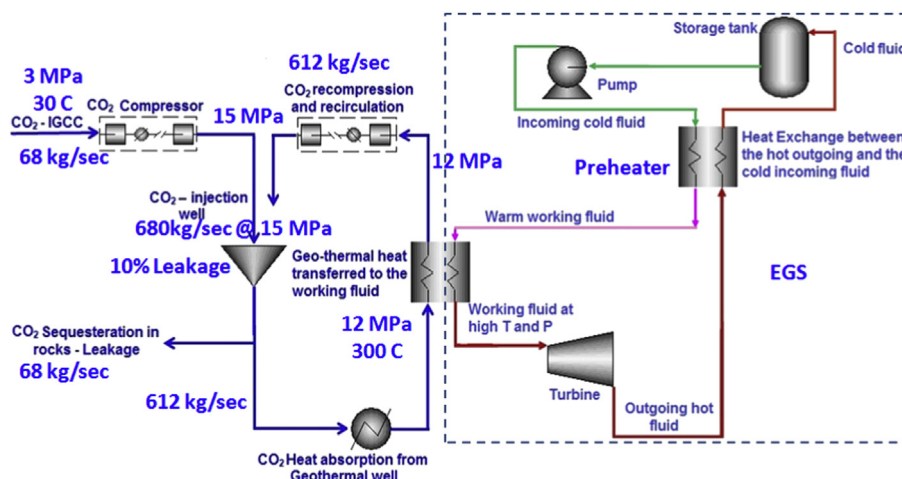 3 MPa
30 C
CO2 - IGCC
68 kg/sec
CO2 Compressor
15 MPa
612 kg/sec
CO2 recompression
and recirculation
12 MPa
CO2 – injection
well
680kg/sec @ 15 MPa
10% Leakage
Geo-thermal heat
transferred to the
working fluid
12 MPa
300 C
CO2 Sequesteration in
rocks - Leakage
68 kg/sec
612 kg/sec
CO2 Heat absorption from
Geothermal well
Storage tank
Cold fluid
Pump
Incoming cold fluid
Preheater
Heat Exchange between
the hot outgoing and the
cold incoming fluid
Warm working fluid
EGS
Working fluid at
high T and P
Turbine
Outgoing hot
fluid